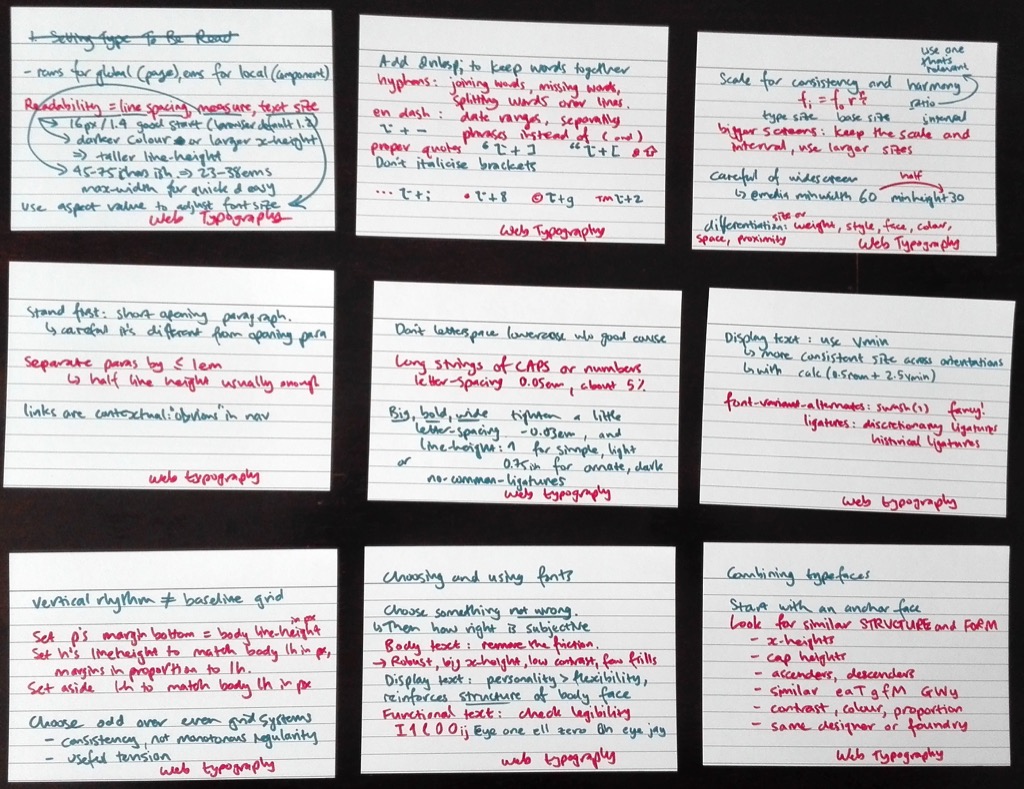 1 Setting Type To Be Read
- rems for global (page), ems for local (component)
Readability = line spacing, measure, text size
↳ 16px / 1.4 good start (browser default 1.2)
↳ darker colour or larger x-height
⇒ taller line-height
↳ 45-75 chars ish ⇒ 23-38ems
max-width for quick & easy
use aspect value to adjust font size
Web Typography
Add &nbsp; to keep words together
hyphens: joining words, missing words,
splitting words over lines.
en dash: date ranges, separally
⌥ + - phrases instead of (and)
proper quotes “⌥ + ] “⌥ + [ ⇧
Don't italicise brackets
... ⌥ + ; • ⌥ + 8 © ⌥ + g TM ⌥ + 2
Web Typography
use one
thats
relevant
Scale for consistency and harmony
fi = fo r
ratio
type size base size interval
bigger screens: keep the scale and
interval, use larger sizes
careful of widescreen half
↳ @media minwidth 60 minheight 30
size or
differentiation: weight, style, face, colour,
space, proximity
Web Typography
Stand first: short opening paragraph.
↳ careful it's different from opening para
Separate paras by ≤ 1em
↳ half line height usually enough
links are contextual: "obvious" in nav
Web typography
Don't letterspace lowercase w/o good cause
Long strings of CAPS or numbers
letter-spacing 0.05em, about 5%
Big, bold, wide tighten a little
letter-spacing -0.03em, and
line-height: 1 for simple, light
or 0.75 in for ornate, dark
no-common-ligatures
Web typography
Display text: use Vmin
↳ more consistent size across orientations
↳ with calc (0.5rem + 2.5vmin)
font-variant-alternates: swash(1) fancy!
ligatures: discretionary ligatures
historical ligatures
Web typography
Vertical rhythm ≠ baseline grid
in px
Set p's margin bottom = body line-height
Set h's lineheight to match body lh in px,
margins in proportion to lh.
Set aside lh to match body lh in px
Choose odd over even grid systems
- consistency, not monotonous regularity
- useful tension
Web typography
Choosing and using fonts
Choose something not wrong.
↳ Then how right is subjective
Body text: remove the fiction.
→ Robust, big x-height, low contrast, few frills
Display text: personality > flexibility,
reinforces structure of body face
Functional text: check legibility
I 1 l 0 O i j Eye one ell zero Oh eye jay
Web typography
Combining typefaces
Start with an anchor face
Look for similar STRUCTURE and FORM
- x-heights
- cap heights
- ascenders, descenders
- similar eaTgfM GWy
- contrast, colour, proportion
- same designer or foundry
Web Typography